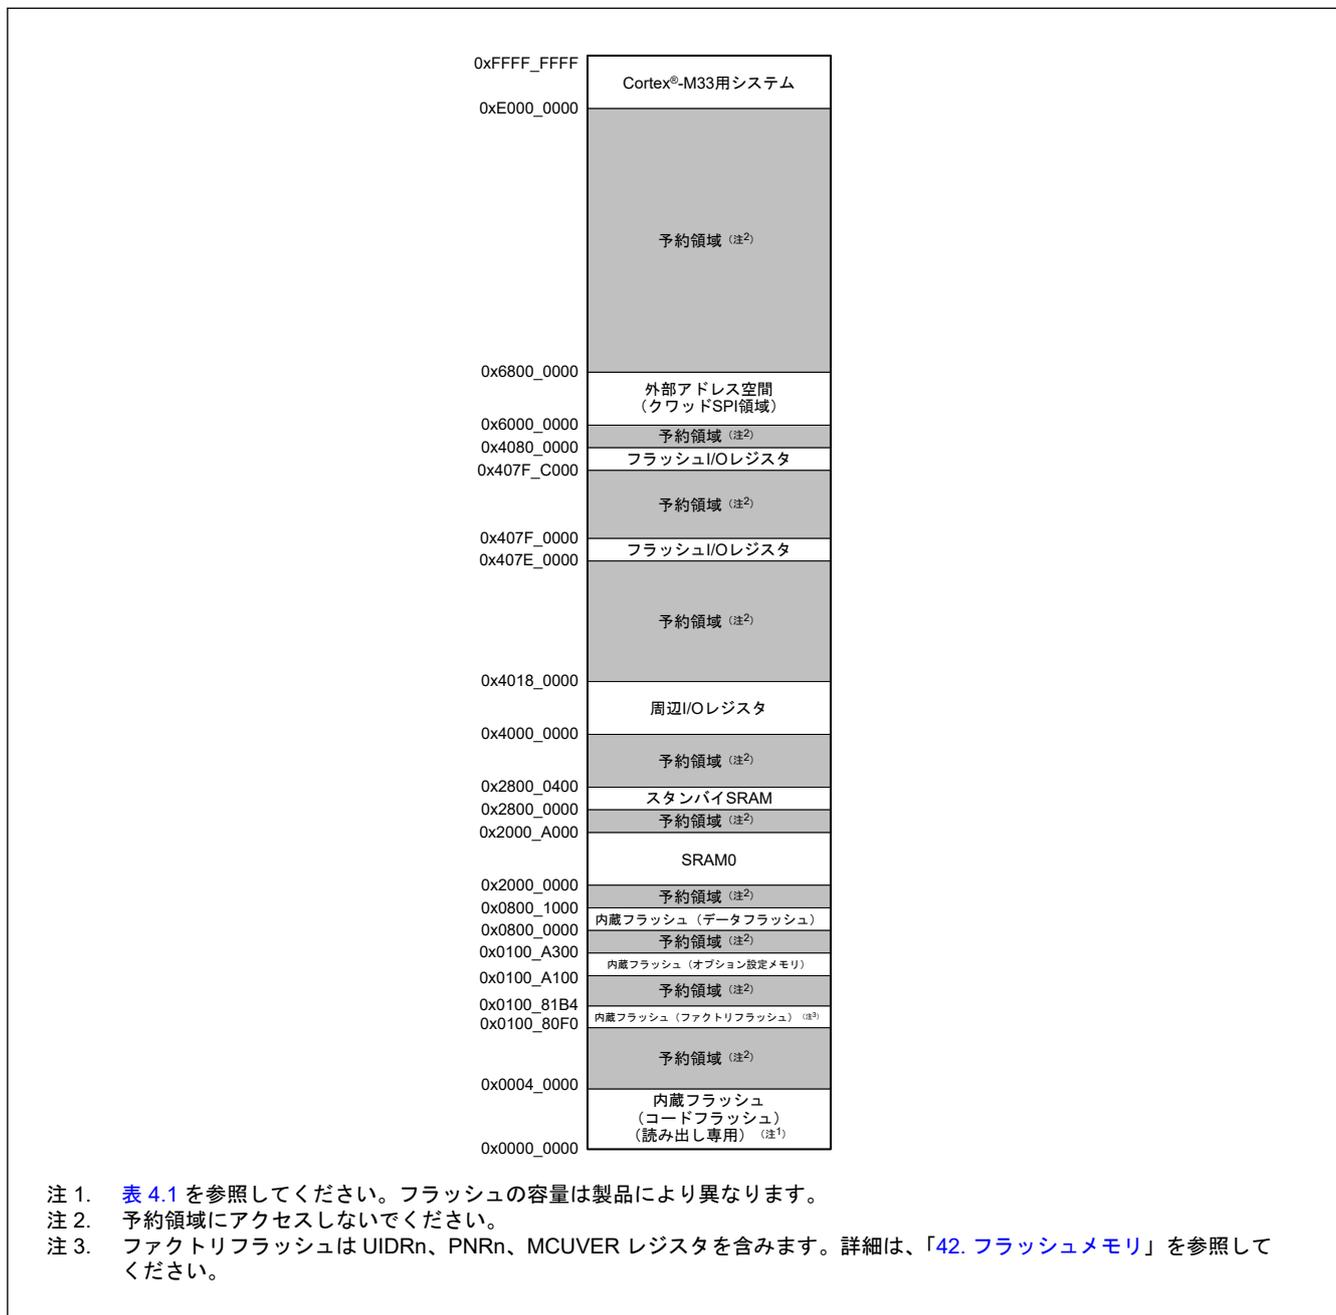 0xFFFF_FFFF
Cortex®-M33用システム
0xE000_0000
予約領域（注2）
0x6800_0000
外部アドレス空間
（クワッドSPI領域）
0x6000_0000
予約領域（注2）
0x4080_0000
フラッシュI/Oレジスタ
0x407F_C000
予約領域（注2）
0x407F_0000
フラッシュI/Oレジスタ
0x407E_0000
予約領域（注2）
0x4018_0000
周辺I/Oレジスタ
0x4000_0000
予約領域（注2）
0x2800_0400
スタンバイSRAM
0x2800_0000
予約領域（注2）
0x2000_A000
SRAM0
0x2000_0000
予約領域（注2）
0x0800_1000
内蔵フラッシュ（データフラッシュ）
0x0800_0000
予約領域（注2）
0x0100_A300
内蔵フラッシュ（オプション設定メモリ）
0x0100_A100
予約領域（注2）
0x0100_81B4
内蔵フラッシュ（ファクトリフラッシュ）（注3）
0x0100_80F0
予約領域（注2）
0x0004_0000
内蔵フラッシュ
（コードフラッシュ）
（読み出し専用）（注1）
0x0000_0000
注 1. 表 4.1 を参照してください。フラッシュの容量は製品により異なります。
注 2. 予約領域にアクセスしないでください。
注 3. ファクトリフラッシュは UIDRn、PNRn、MCUVER レジスタを含みます。詳細は、「42. フラッシュメモリ」を参照して
ください。